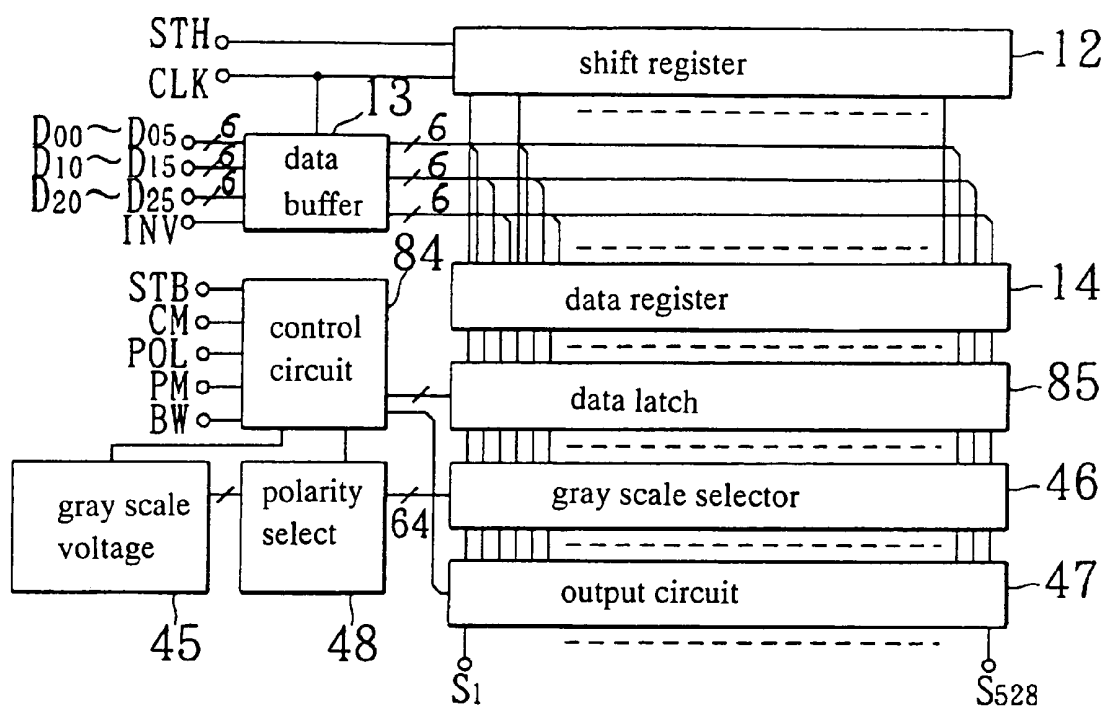 STH
shift register
12
CLK
13
D00~D05
6
6
D10~D15
6
data
buffer
6
D20~D25
6
6
INV
84
STB
CM
POL
PM
BW
control
circuit
data register
14
data latch
85
gray scale
voltage
polarity
select
64
gray scale selector
46
output circuit
47
45
48
S1
S528